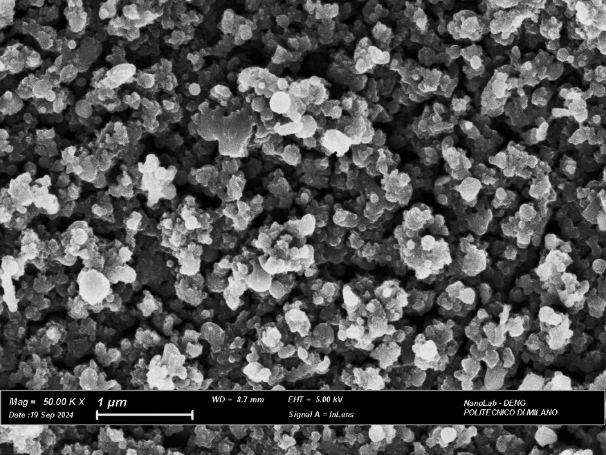 Mag = 50.00 K X
1 µm
WD = 8.7 mm
EHT = 5.00 kV
NanoLab - DENG
Date :19 Sep 2024
Signal A = InLens
POLITECNICO DI MILANO